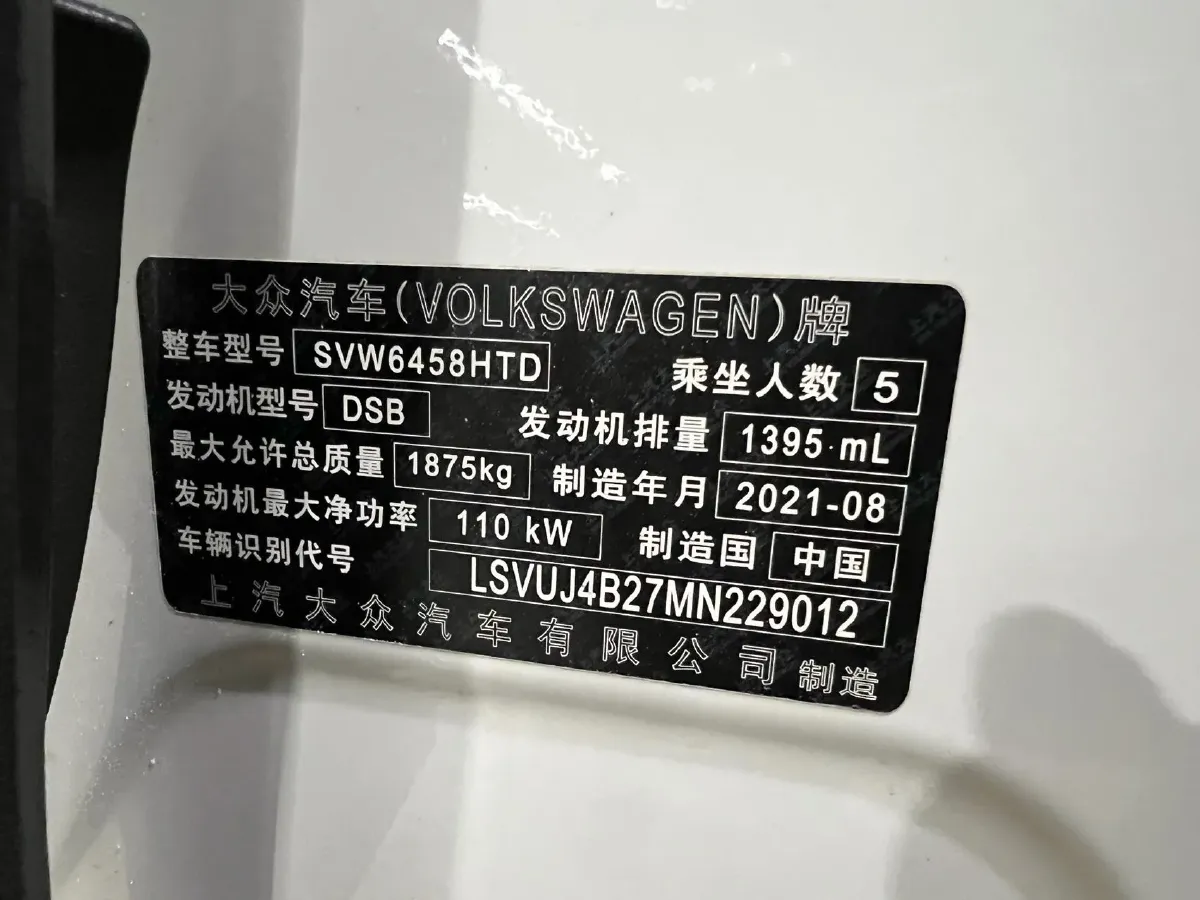 大众汽车(VOLKSWAGEN)牌
整车型号 SVW6458HTD 乘坐人数 5
发动机型号 DSB 发动机排量 1395 mL
最大允许总质量 1875kg 制造年月 2021-08
发动机最大净功率 110 kW 制造国 中国
车辆识别代号 LSVUJ4B27MN229012
上汽大众汽车有限公司制造